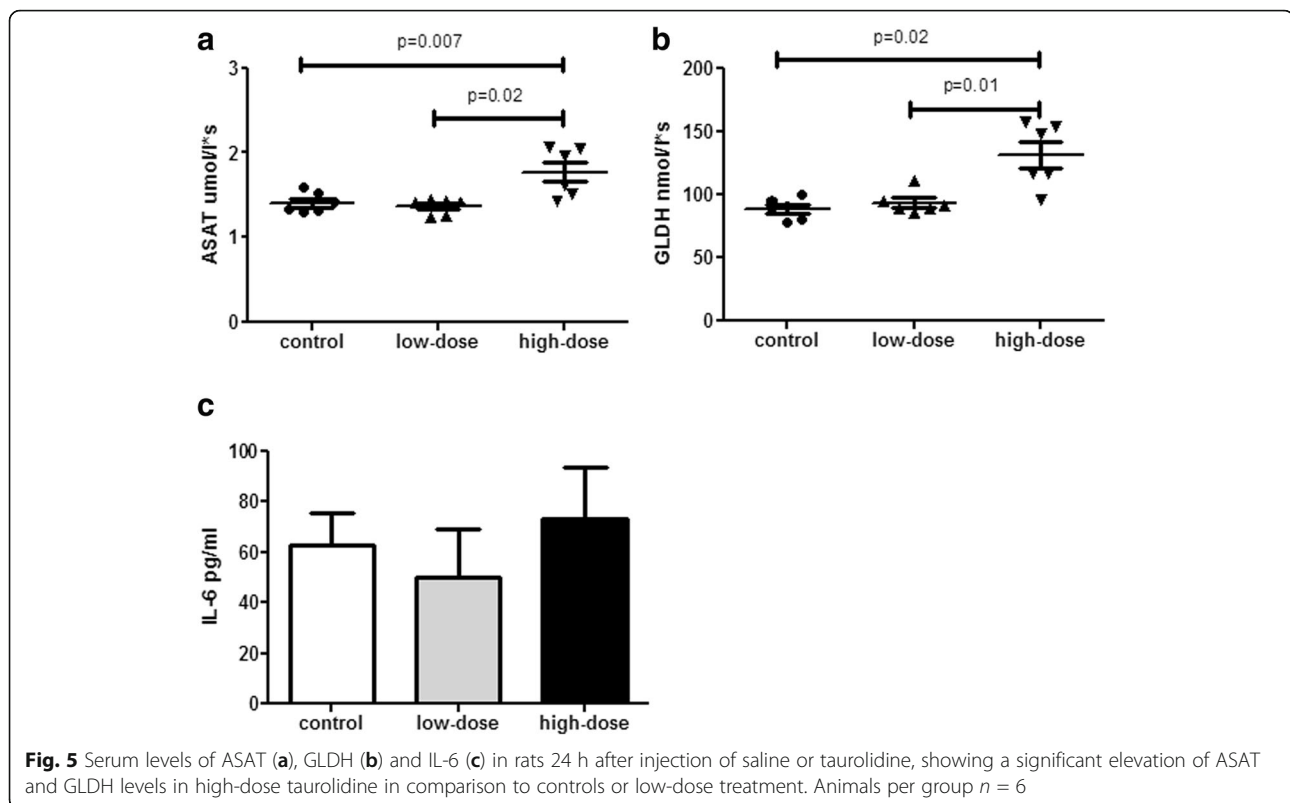 a
p=0.007
p=0.02
ASAT umol/l*s
3
2
1
0
control low-dose high-dose
b
p=0.02
p=0.01
GLDH nmol/l*s
200
150
100
50
0
control low-dose high-dose
c
IL-6 pg/ml
100
80
60
40
20
0
control low-dose high-dose
Fig. 5 Serum levels of ASAT (a), GLDH (b) and IL-6 (c) in rats 24 h after injection of saline or taurolidine, showing a significant elevation of ASAT
and GLDH levels in high-dose taurolidine in comparison to controls or low-dose treatment. Animals per group n = 6